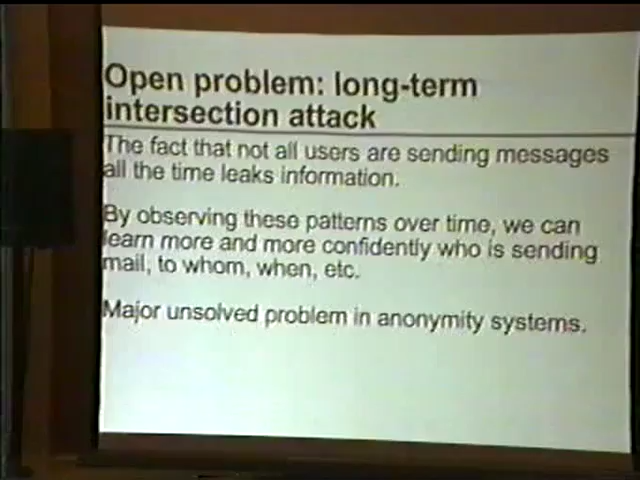 Open problem: long-term
intersection attack
The fact that not all users are sending messages
all the time leaks information.
By observing these patterns over time, we can
learn more and more confidently who is sending
mail, to whom, when, etc.
Major unsolved problem in anonymity systems.